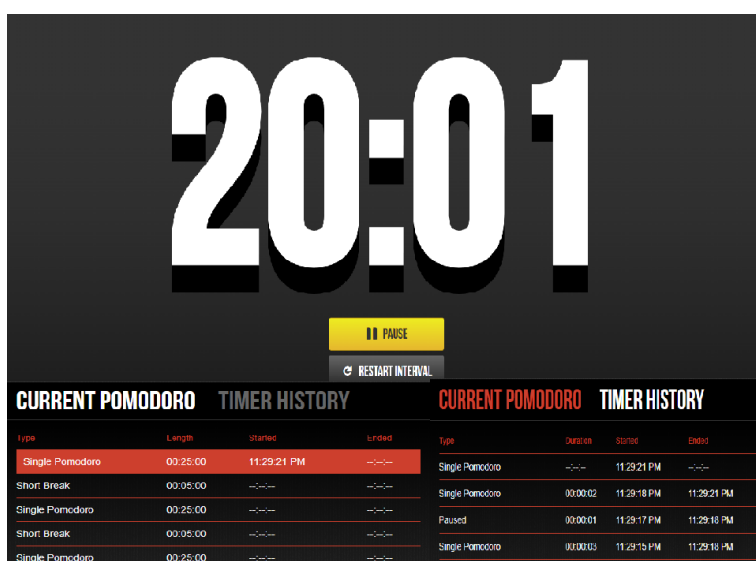 20:01
PAUSE
RESTART INTERVAL
CURRENT POMODORO TIMER HISTORY
Type Length Started Ended
Single Pomodoro 00:25:00 11:29:21 PM --:--:--
Short Break 00:05:00 --:--:-- --:--:--
Single Pomodoro 00:25:00 --:--:-- --:--:--
Short Break 00:05:00 --:--:-- --:--:--
Single Pomodoro 00:25:00 --:--:-- --:--:--
CURRENT POMODORO TIMER HISTORY
Type Duration Started Ended
Single Pomodoro --:--:-- 11:29:21 PM --:--:--
Single Pomodoro 00:00:02 11:29:18 PM 11:29:21 PM
Paused 00:00:01 11:29:17 PM 11:29:18 PM
Single Pomodoro 00:00:03 11:29:15 PM 11:29:18 PM